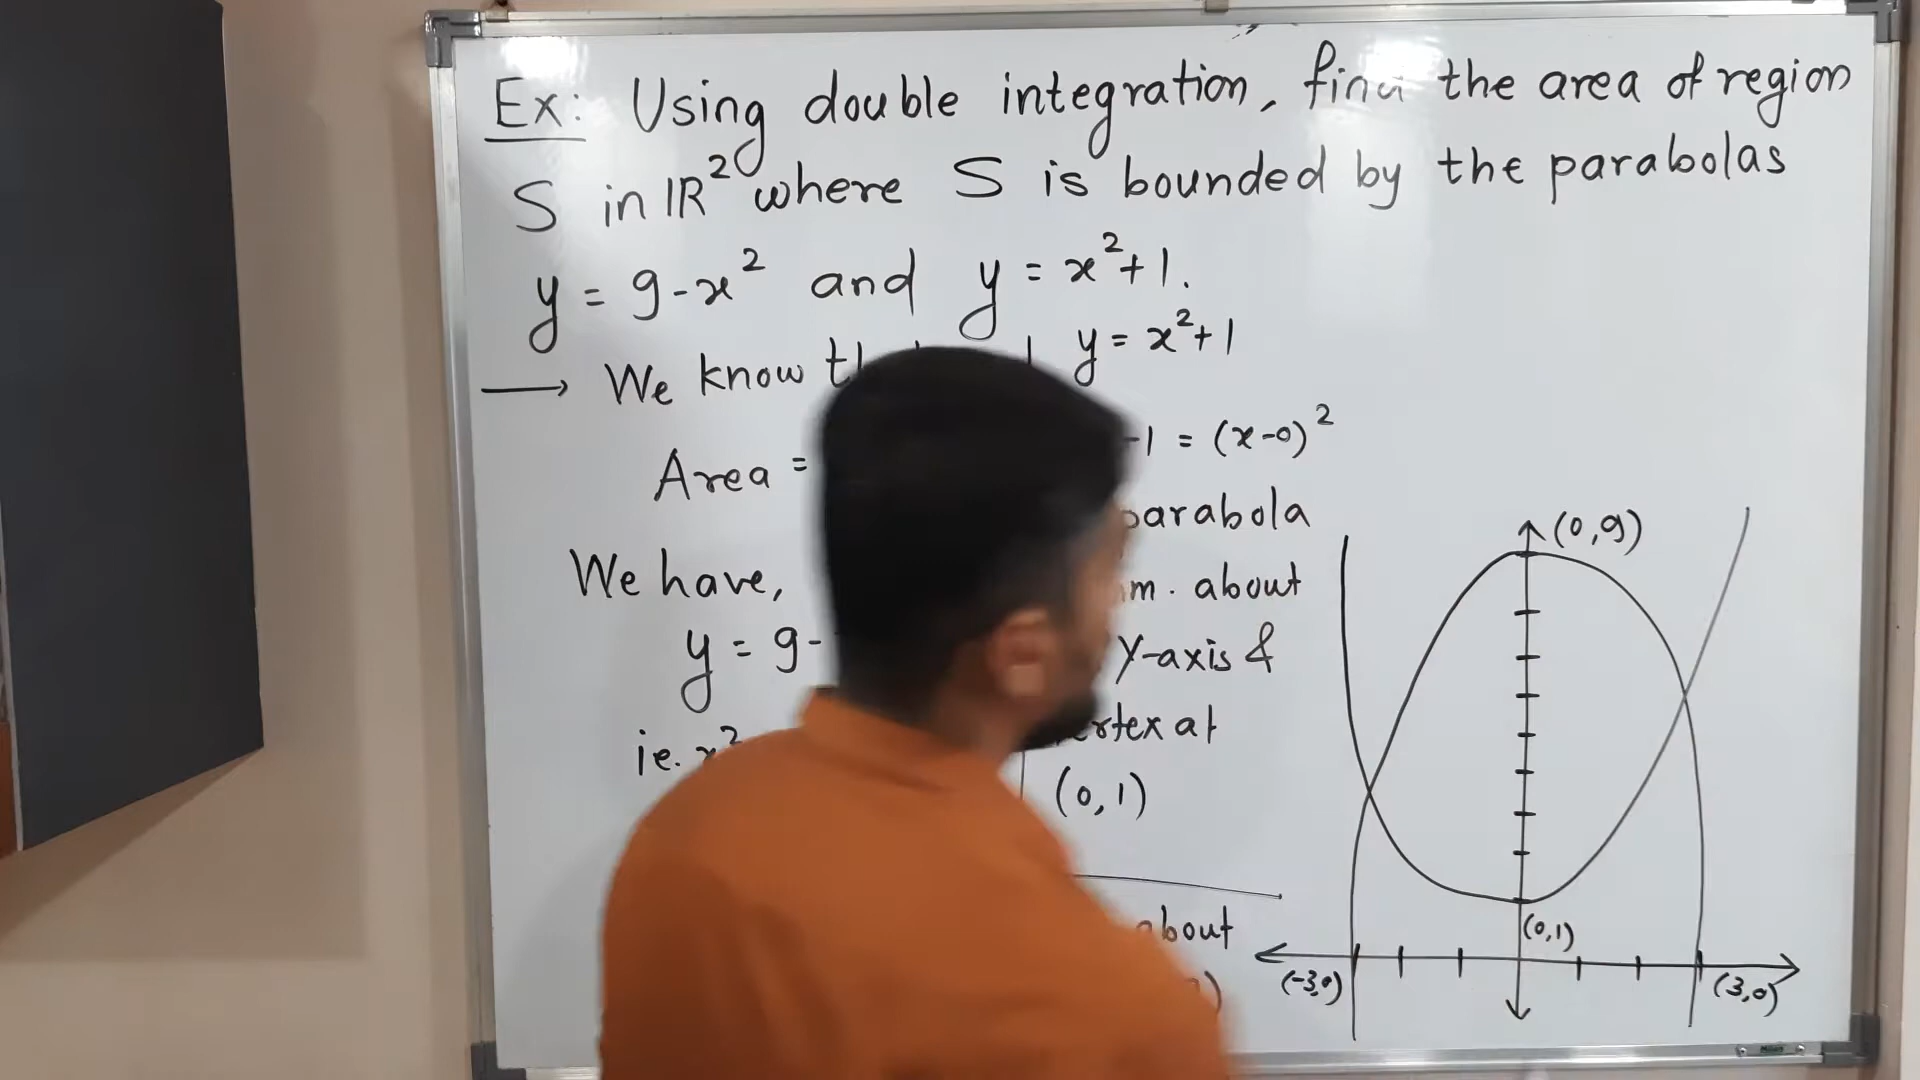 Ex: Using double integration, find the area of region
S in IR² where S is bounded by the parabolas
y = 9-x² and y = x²+1.
→ We know
y = x²+1
Area =
-1 = (x-0)²
parabola
We have,
about
y = 9-
Y-axis &
ie. x²
at
(0,1)
about
(0,9)
(0,1)
(-3,0)
(3,0)